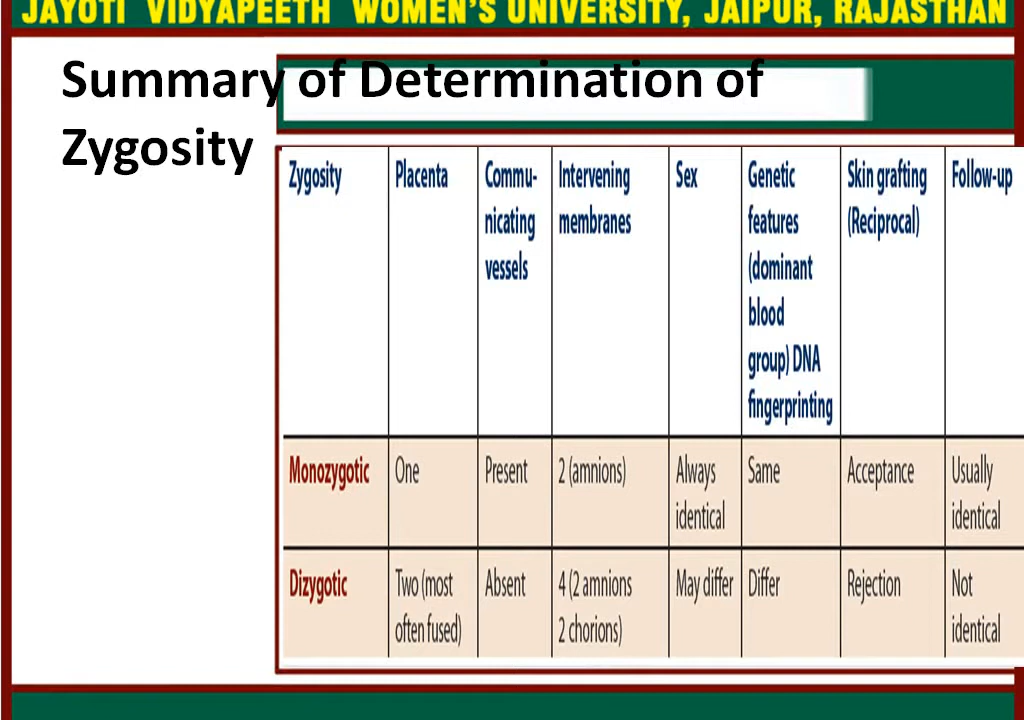 JAYOTI VIDYAPEETH WOMEN'S UNIVERSITY, JAIPUR, RAJASTHAN
Summary of Determination of
Zygosity
Zygosity Placenta Commu- Intervening Sex Genetic Skin grafting Follow-up
nicating membranes features (Reciprocal)
vessels (dominant
blood
group) DNA
fingerprinting
Monozygotic One Present 2 (amnions) Always Same Acceptance Usually
identical identical
Dizygotic Two (most Absent 4 (2 amnions May differ Differ Rejection Not
often fused) 2 chorions) identical